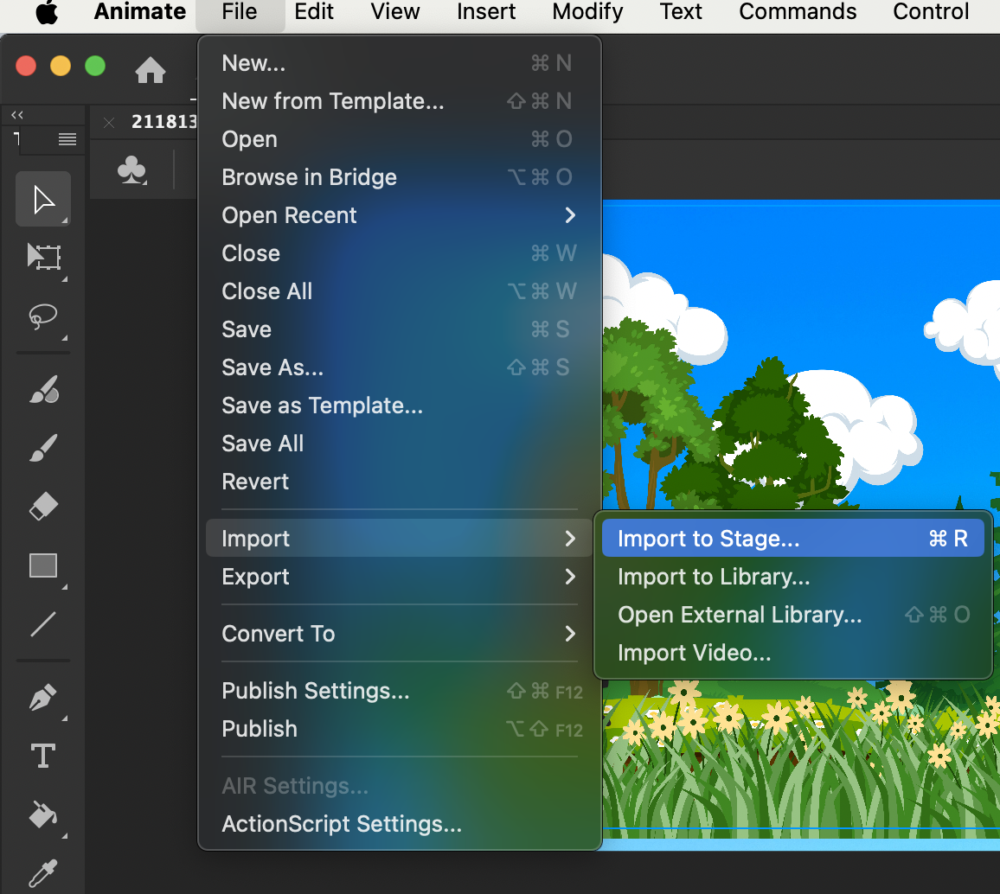 Animate File Edit View Insert Modify Text Commands Control
211813
New... ⌘ N
New from Template... ⇧ ⌘ N
Open ⌘ O
Browse in Bridge ⌥ ⌘ O
Open Recent
Close ⌘ W
Close All ⌥ ⌘ W
Save ⌘ S
Save As... ⇧ ⌘ S
Save as Template...
Save All
Revert
Import
Import to Stage... ⌘ R
Export
Import to Library...
Open External Library... ⇧ ⌘ O
Convert To
Import Video...
Publish Settings... ⇧ ⌘ F12
Publish ⌥ ⇧ F12
AIR Settings...
ActionScript Settings...